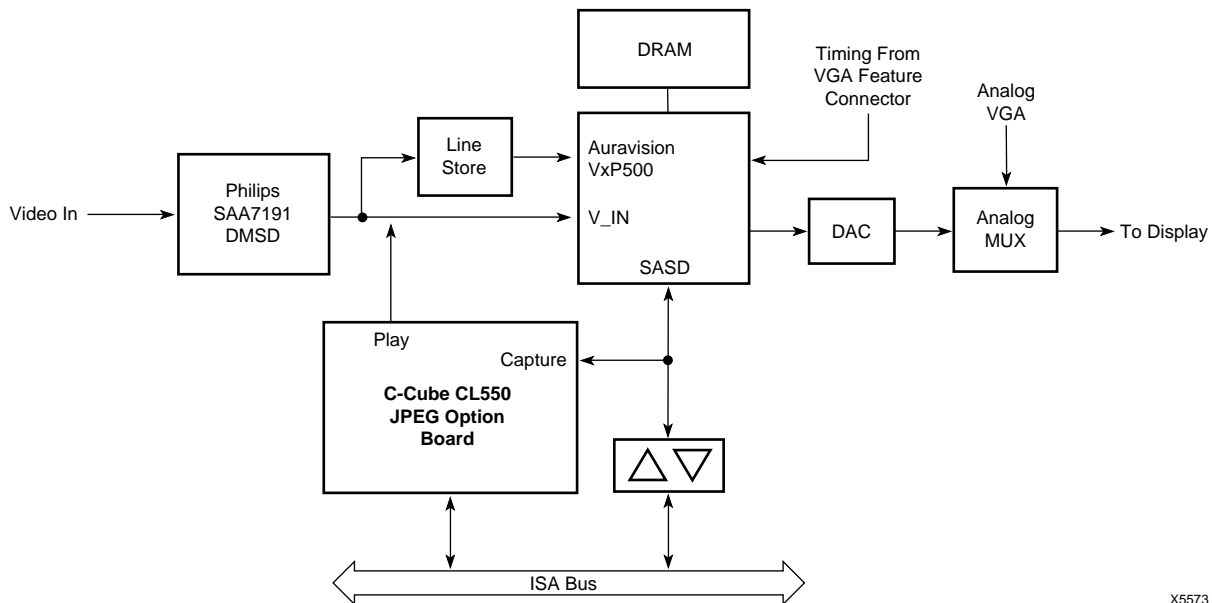 DRAM
Timing From
VGA Feature
Connector
Analog
VGA
Line
Store
Auravision
VxP500
Philips
SAA7191
DMSD
Video In
V_IN
DAC
Analog
MUX
To Display
SASD
Play
Capture
C-Cube CL550
JPEG Option
Board
ISA Bus
X5573